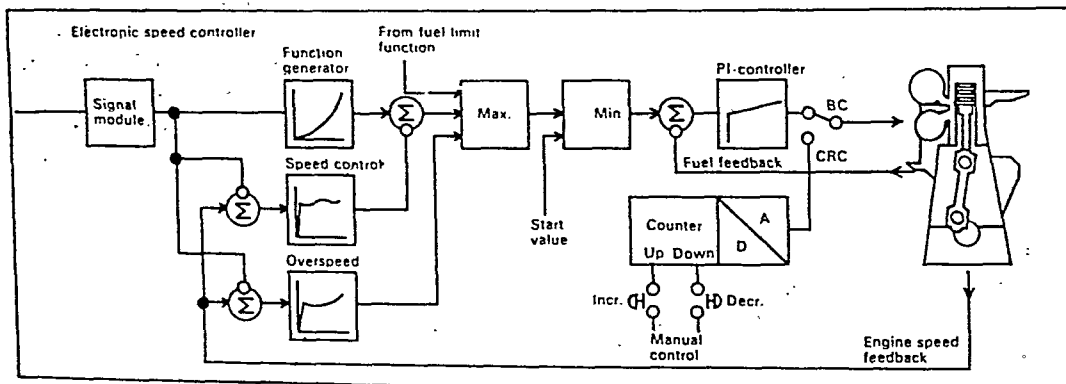 Electronic speed controller
Signal
module.
Function
generator
From fuel limit
function
Σ
Max.
Min
Σ
PI-controller
BC
CRC
Fuel feedback
Speed control
Σ
Start
value
Counter
Up Down
A
D
Overspeed
Σ
Incr.
Decr.
Manual
control
Engine speed
feedback